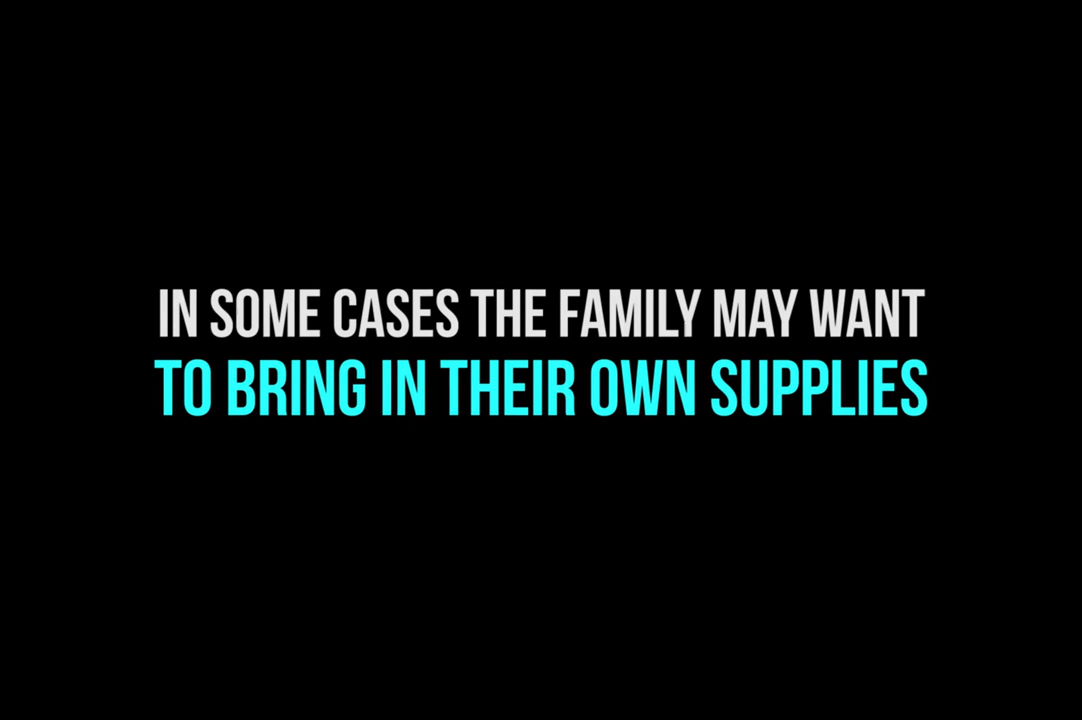 IN SOME CASES THE FAMILY MAY WANT
TO BRING IN THEIR OWN SUPPLIES